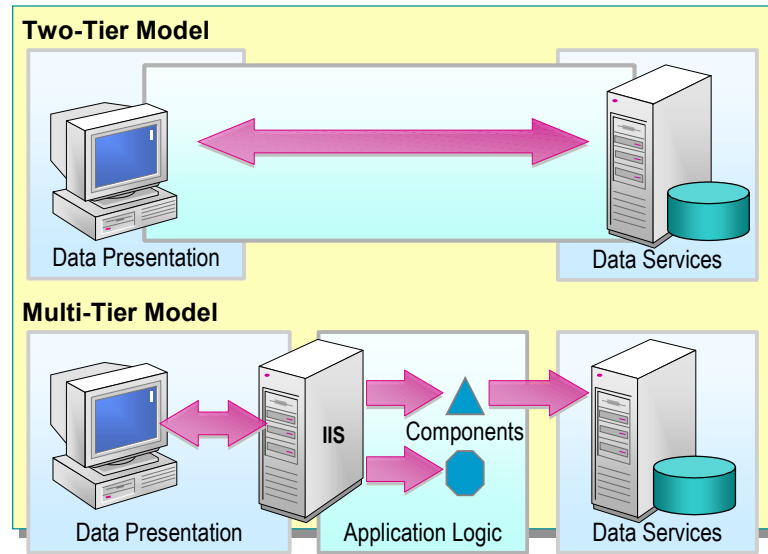 Two-Tier Model
Data Presentation
Data Services
Multi-Tier Model
IIS
Components
Data Presentation
Application Logic
Data Services